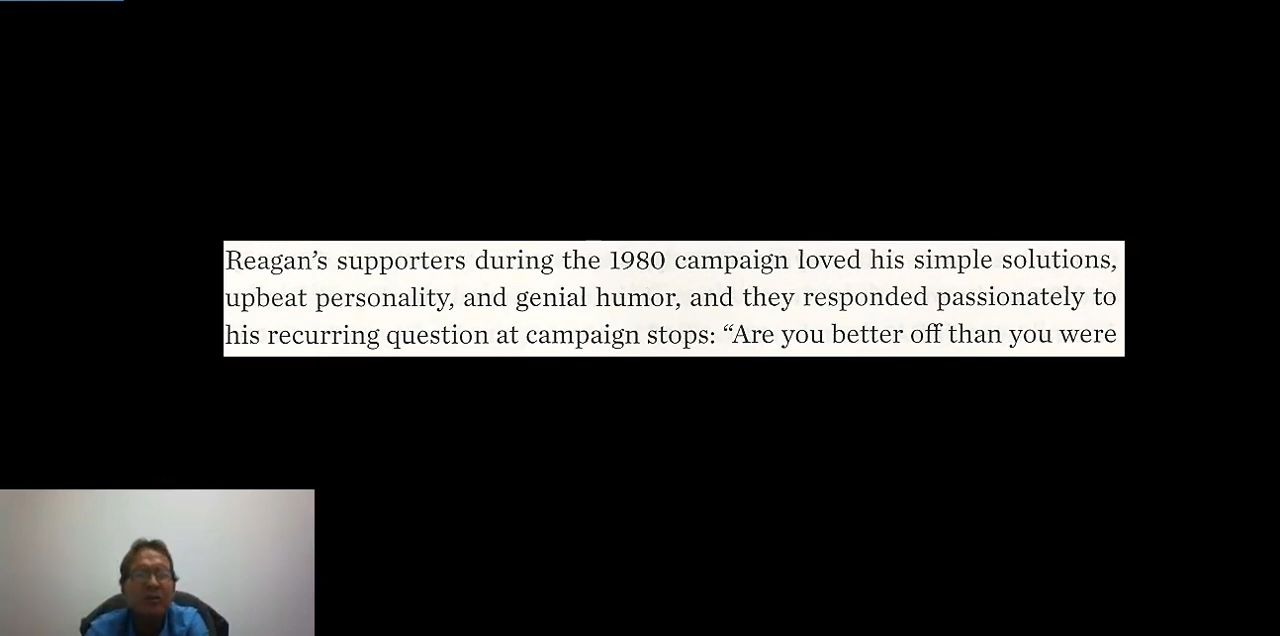 Reagan’s supporters during the 1980 campaign loved his simple solutions,
upbeat personality, and genial humor, and they responded passionately to
his recurring question at campaign stops: “Are you better off than you were